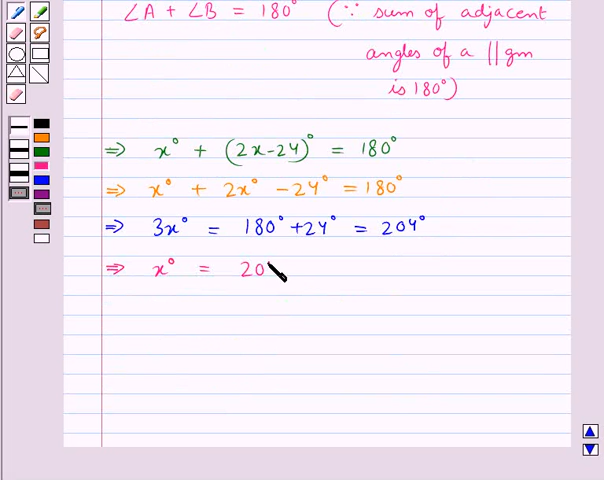 ∠A + ∠B = 180° (∵ sum of adjacent
angles of a ||gm
is 180°)
⇒ x° + (2x-24)° = 180°
⇒ x° + 2x° - 24° = 180°
⇒ 3x° = 180° + 24° = 204°
⇒ x° = 20